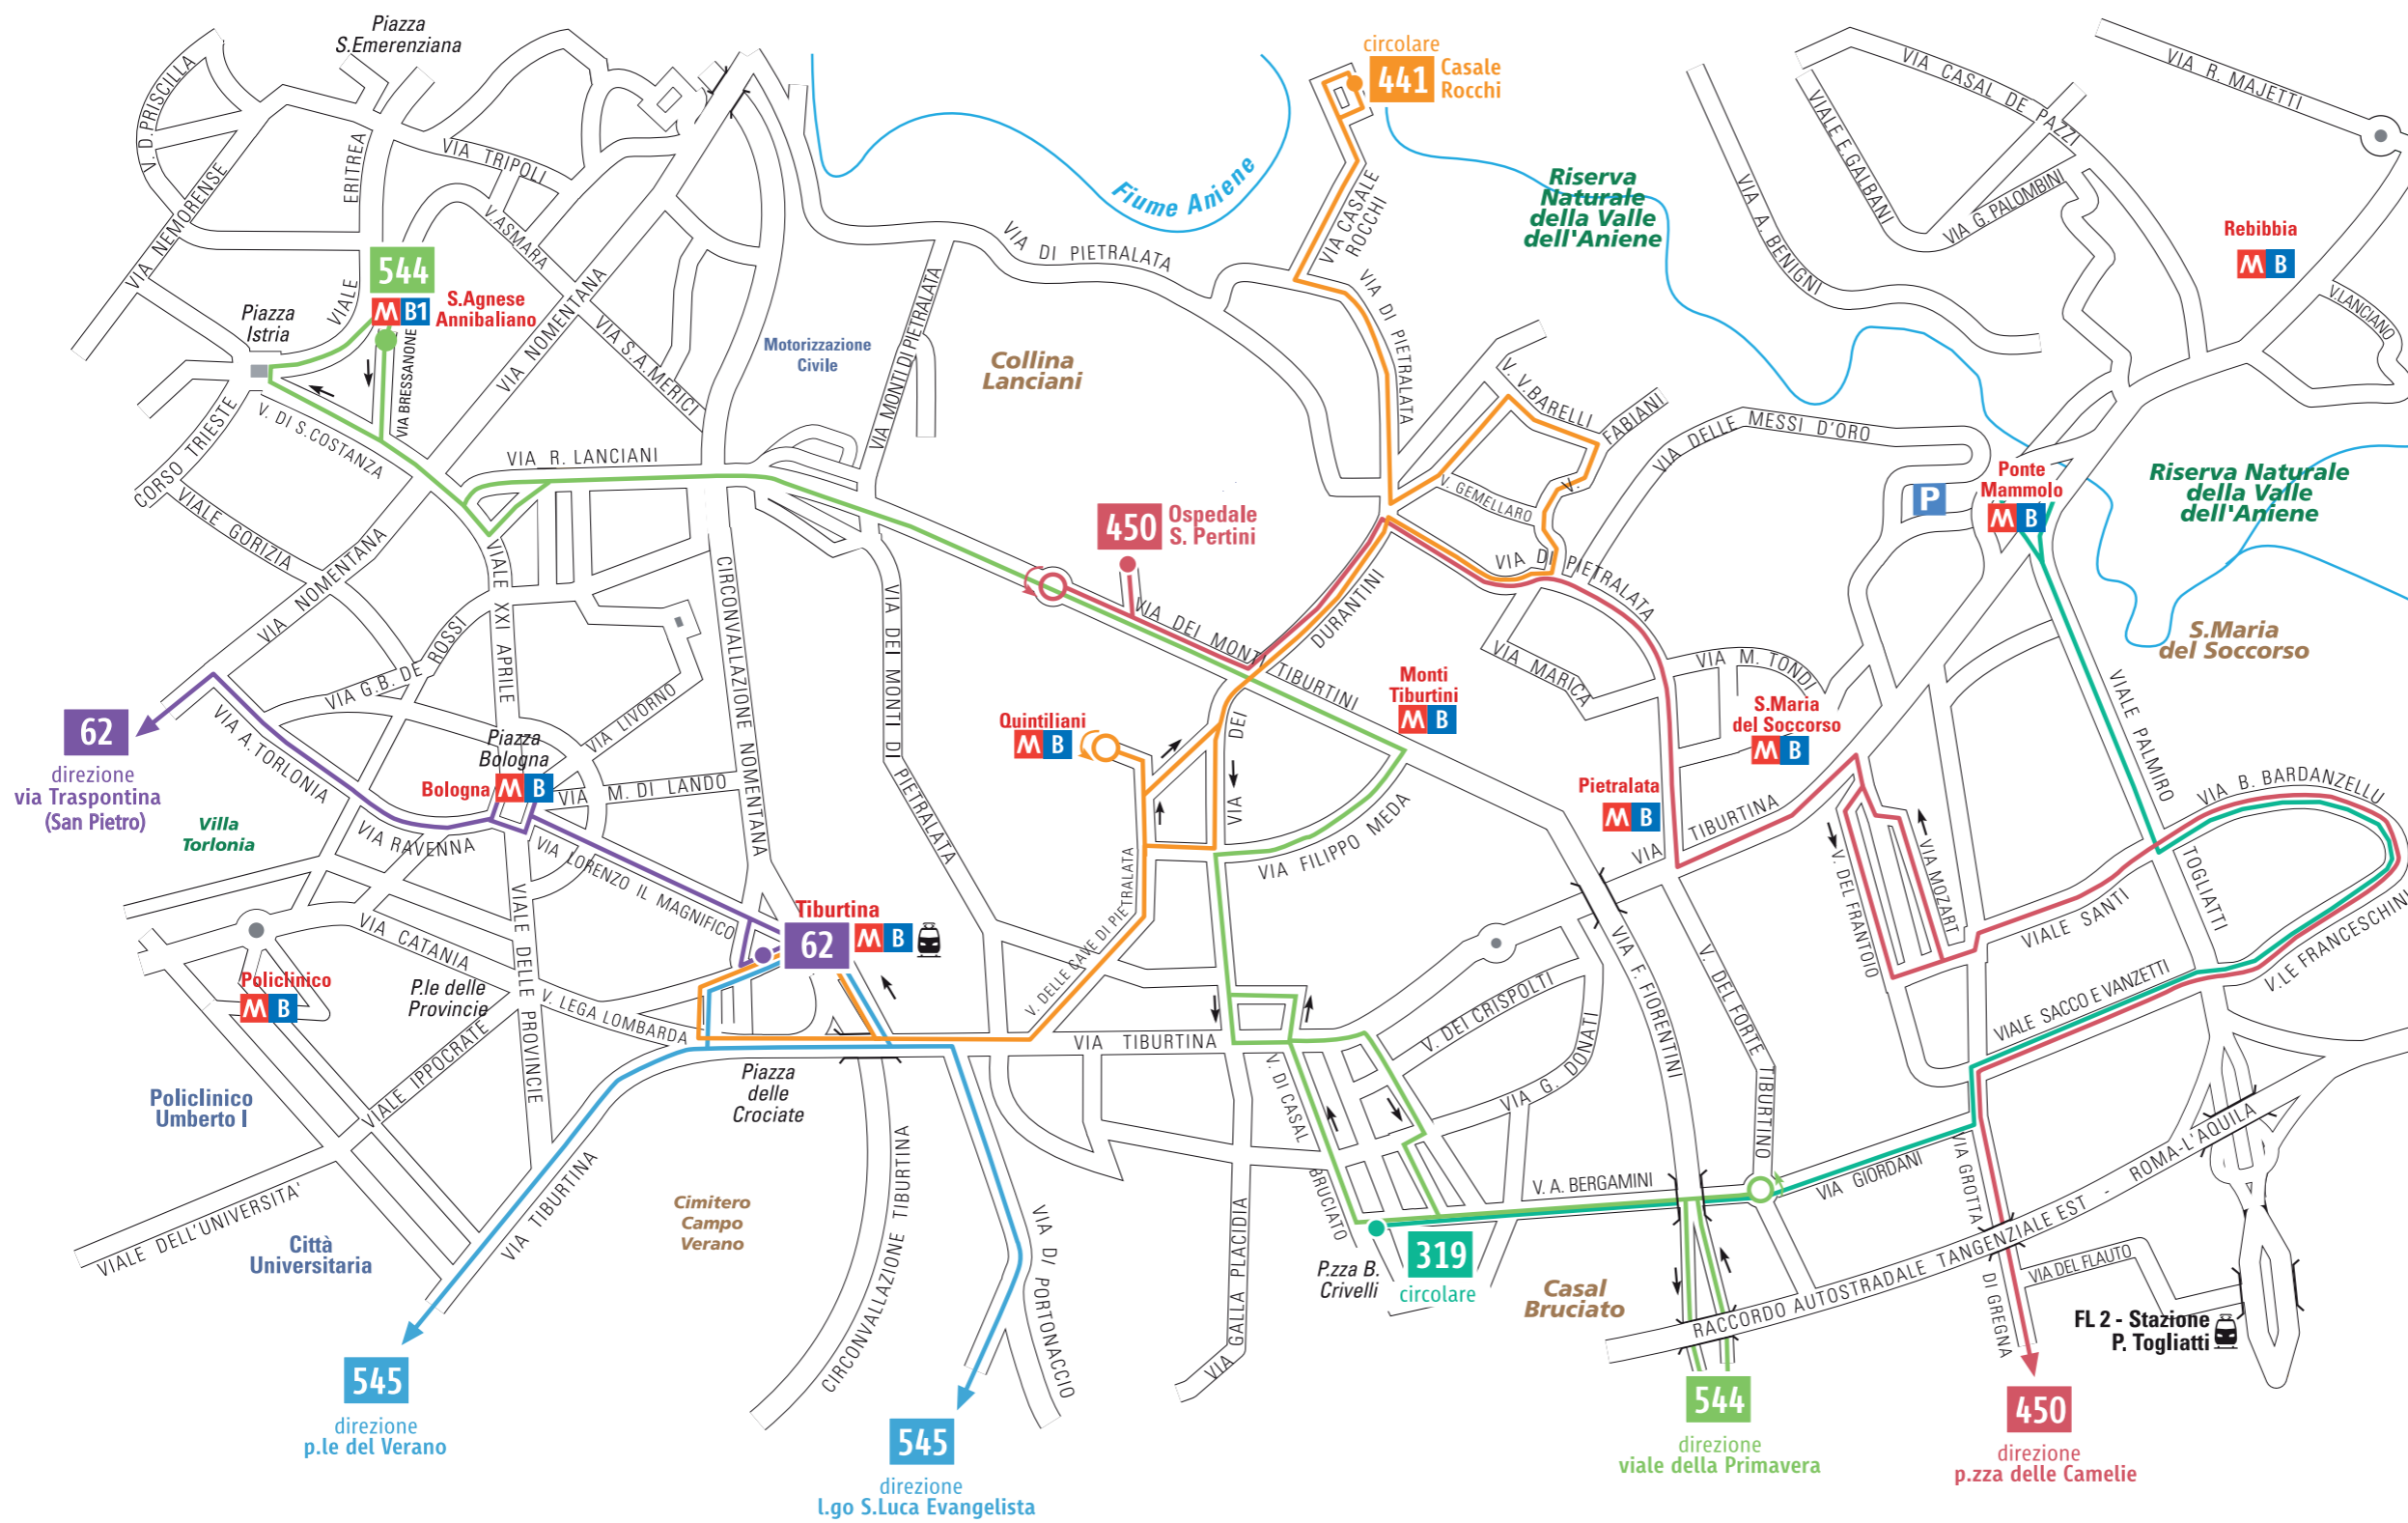 Piazza
S.Emerenziana
circolare
441
Casale
Rocchi
VIA R. MAJETTI
VIA CASAL DE PAZZI
V. D.PRISCILLA
ERITREA
VIA TRIPOLI
VIALE E.GALBANI
VIA G. PALOMBINI
VIA A. BENIGNI
Fiume Aniene
Riserva
Naturale
della Valle
dell'Aniene
VIA CASALE
ROCCHI
VIA NEMORENSE
V.ASMARA
VIA DI PIETRALATA
Rebibbia
M B
V.LANCIANO
544
M B1
S.Agnese
Annibaliano
Piazza
Istria
VIALE
VIA BRESSANONE
VIA NOMENTANA
VIA S.A.MERICI
Motorizzazione
Civile
VIA MONTI DI PIETRALATA
Collina
Lanciani
VIA DI PIETRALATA
V. V.BARELLI
V. FABIANI
VIA DELLE MESSI D'ORO
CORSO TRIESTE
V. DI S.COSTANZA
VIA R. LANCIANI
V. GEMELLARO
P
Ponte
Mammolo
M B
Riserva Naturale
della Valle
dell'Aniene
VIALE GORIZIA
450
Ospedale
S. Pertini
VIA NOMENTANA
VIALE XXI APRILE
CIRCONVALLAZIONE NOMENTANA
VIA DEI MONTI DI PIETRALATA
VIA DEI MONTI TIBURTINI
VIA DEI DURANTINI
VIA DI PIETRALATA
VIA MARICA
VIA M. TONDI
S.Maria
del Soccorso
VIA G.B. DE ROSSI
VIA LIVORNO
62
direzione
via Traspontina
(San Pietro)
VIA A.TORLONIA
Piazza
Bologna
Bologna
M B
VIA M. DI LANDO
Quintiliani
M B
Monti
Tiburtini
M B
S.Maria
del Soccorso
M B
Pietralata
M B
VIA TIBURTINA
VIALE PALMIRO TOGLIATTI
VIA B. BARDANZELLU
Villa
Torlonia
VIA RAVENNA
VIA LORENZO IL MAGNIFICO
VIA FILIPPO MEDA
V. DEL FRANTOIO
VIA MOZART
VIALE SANTI
V.LE FRANCESCHINI
VIA CATANIA
Tiburtina
62
M B
V. DELLE CAVE DI PIETRALATA
Policlinico
M B
P.le delle
Provincie
VIALE DELLE PROVINCIE
V. LEGA LOMBARDA
VIA TIBURTINA
V. DEI CRISPOLTI
VIA F. FIORENTINI
V. DEL FORTE TIBURTINO
VIALE SACCO E VANZETTI
Piazza
delle
Crociate
VIALE IPPOCRATE
Policlinico
Umberto I
V. DI CASAL BRUCIATO
VIA G. DONATI
V. A. BERGAMINI
VIA GIORDANI
VIA GROTTA DI GREGNA
RACCORDO AUTOSTRADALE TANGENZIALE EST - ROMA-L'AQUILA
VIALE DELL'UNIVERSITA'
Città
Universitaria
VIA TIBURTINA
Cimitero
Campo
Verano
CIRCONVALLAZIONE TIBURTINA
VIA DI PORTONACCIO
VIA GALLA PLACIDIA
P.zza B.
Crivelli
319
circolare
Casal
Bruciato
VIA DEL FLAUTO
FL 2 - Stazione
P. Togliatti
545
direzione
p.le del Verano
545
direzione
l.go S.Luca Evangelista
544
direzione
viale della Primavera
450
direzione
p.zza delle Camelie